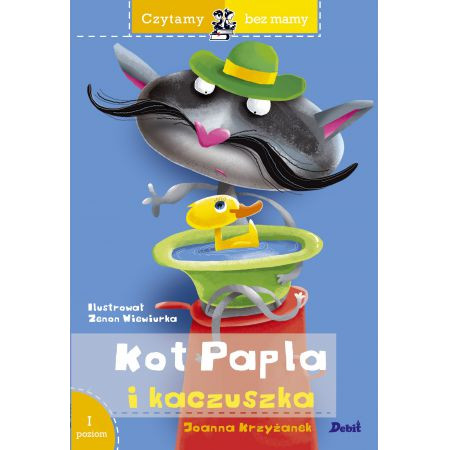 Czytamy bez mamy
Ilustrował
Zenon Wiewiurka
Kot Papla
i kaczuszka
Joanna Krzyżanek
Debit
I
poziom